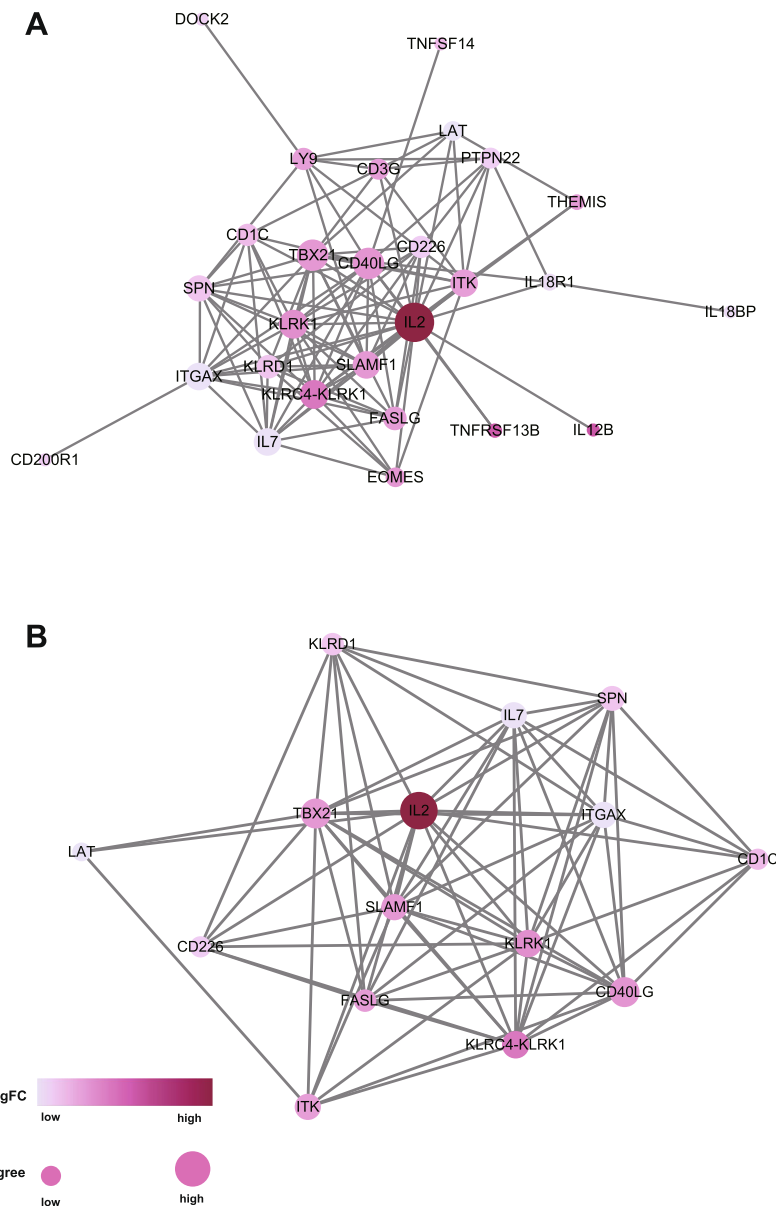 A
DOCK2
TNFSF14
LAT
LY9
CD3G
PTPN22
THEMIS
CD1C
TBX21
CD40LG
CD226
SPN
ITK
IL18R1
IL18BP
KLRK1
IL2
ITGAX
KLRD1
SLAMF1
KLRC4-KLRK1
FASLG
IL7
TNFRSF13B
IL12B
CD200R1
EOMES
B
KLRD1
SPN
IL7
TBX21
IL2
ITGAX
LAT
CD1C
SLAMF1
CD226
KLRK1
FASLG
CD40LG
KLRC4-KLRK1
ITK
gFC
low
high
gree
low
high